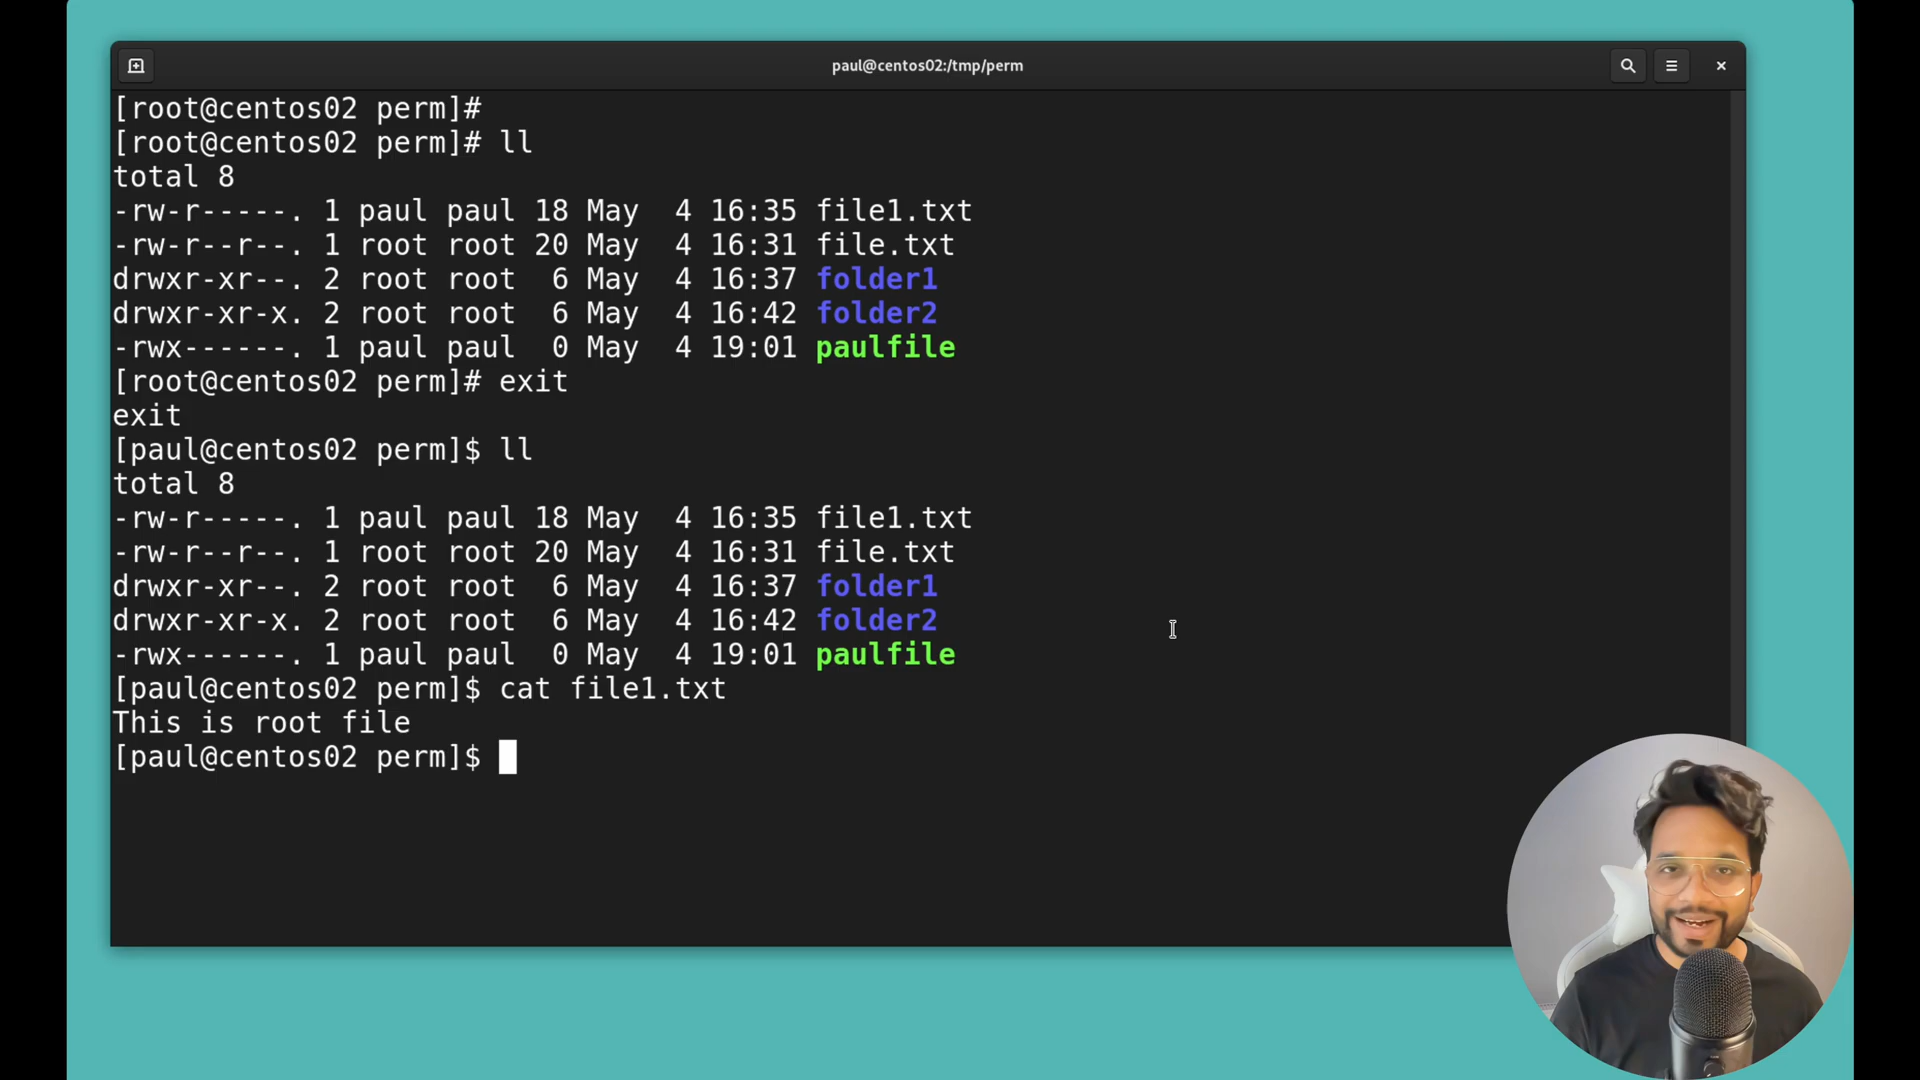 paul@centos02:/tmp/perm
[root@centos02 perm]#
[root@centos02 perm]# ll
total 8
-rw-r-----. 1 paul paul 18 May  4 16:35 file1.txt
-rw-r--r--. 1 root root 20 May  4 16:31 file.txt
drwxr-xr--. 2 root root  6 May  4 16:37 folder1
drwxr-xr-x. 2 root root  6 May  4 16:42 folder2
-rwx------. 1 paul paul  0 May  4 19:01 paulfile
[root@centos02 perm]# exit
exit
[paul@centos02 perm]$ ll
total 8
-rw-r-----. 1 paul paul 18 May  4 16:35 file1.txt
-rw-r--r--. 1 root root 20 May  4 16:31 file.txt
drwxr-xr--. 2 root root  6 May  4 16:37 folder1
drwxr-xr-x. 2 root root  6 May  4 16:42 folder2
-rwx------. 1 paul paul  0 May  4 19:01 paulfile
[paul@centos02 perm]$ cat file1.txt
This is root file
[paul@centos02 perm]$